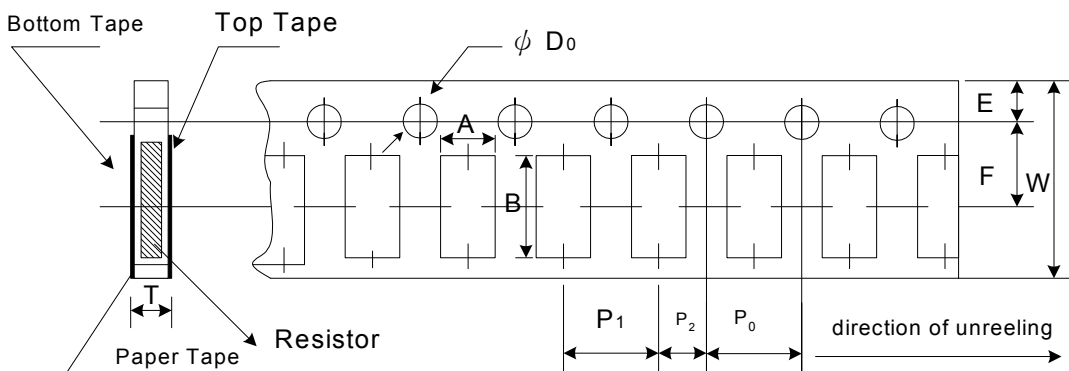 Bottom Tape
Top Tape
ψ D0
E
A
F
W
B
T
P1
P2
P0
direction of unreeling
Resistor
Paper Tape